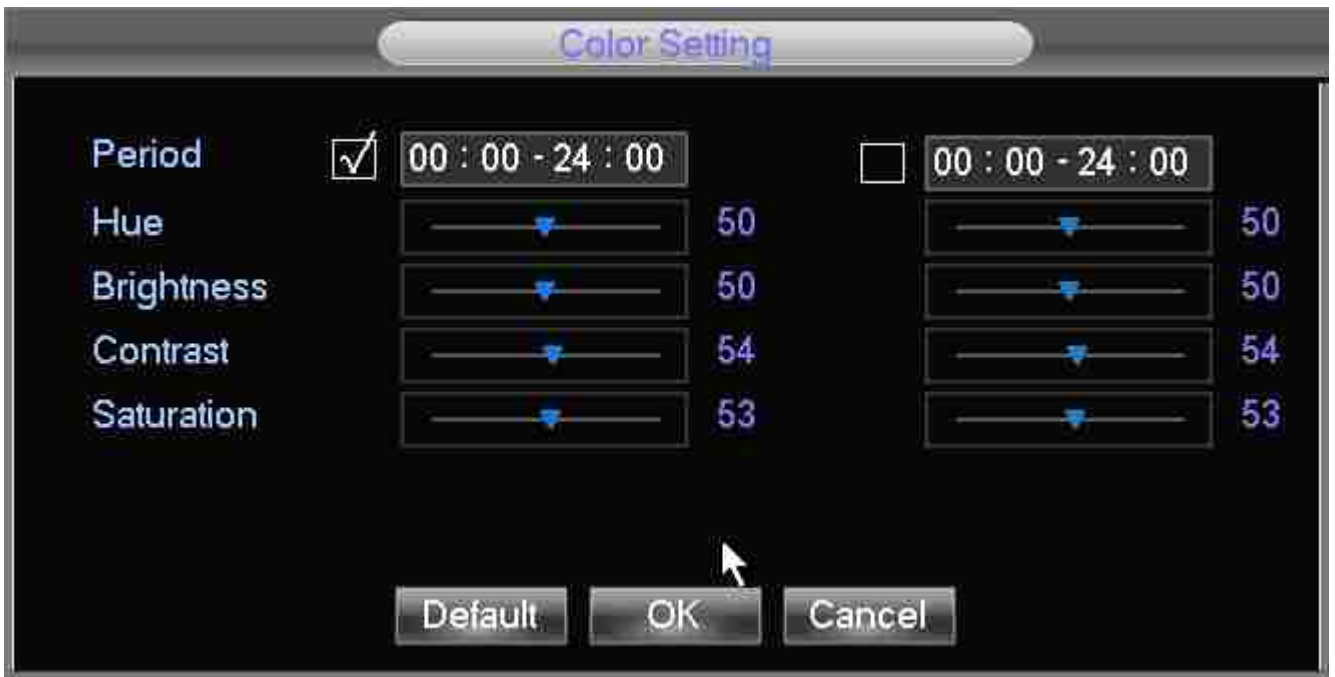 Color Setting
Period 00 : 00 - 24 : 00 00 : 00 - 24 : 00
Hue 50 50
Brightness 50 50
Contrast 54 54
Saturation 53 53
Default OK Cancel